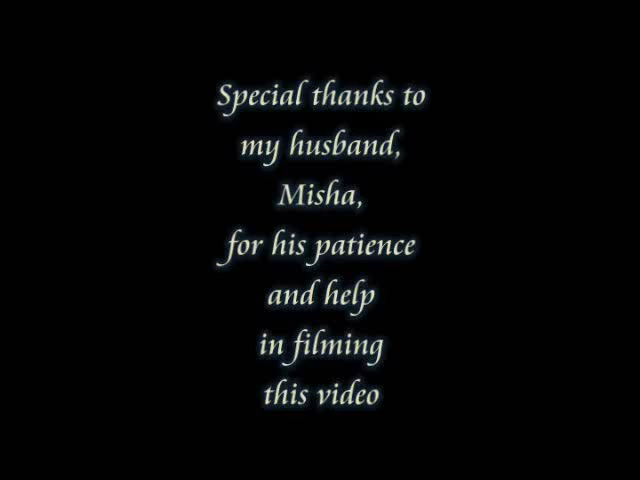 Special thanks to
my husband,
Misha,
for his patience
and help
in filming
this video